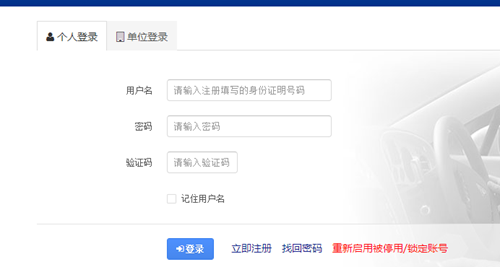 个人登录 单位登录
用户名 请输入注册填写的身份证明号码
密码 请输入密码
验证码 请输入验证码
记住用户名
登录 立即注册 找回密码 重新启用被停用/锁定账号